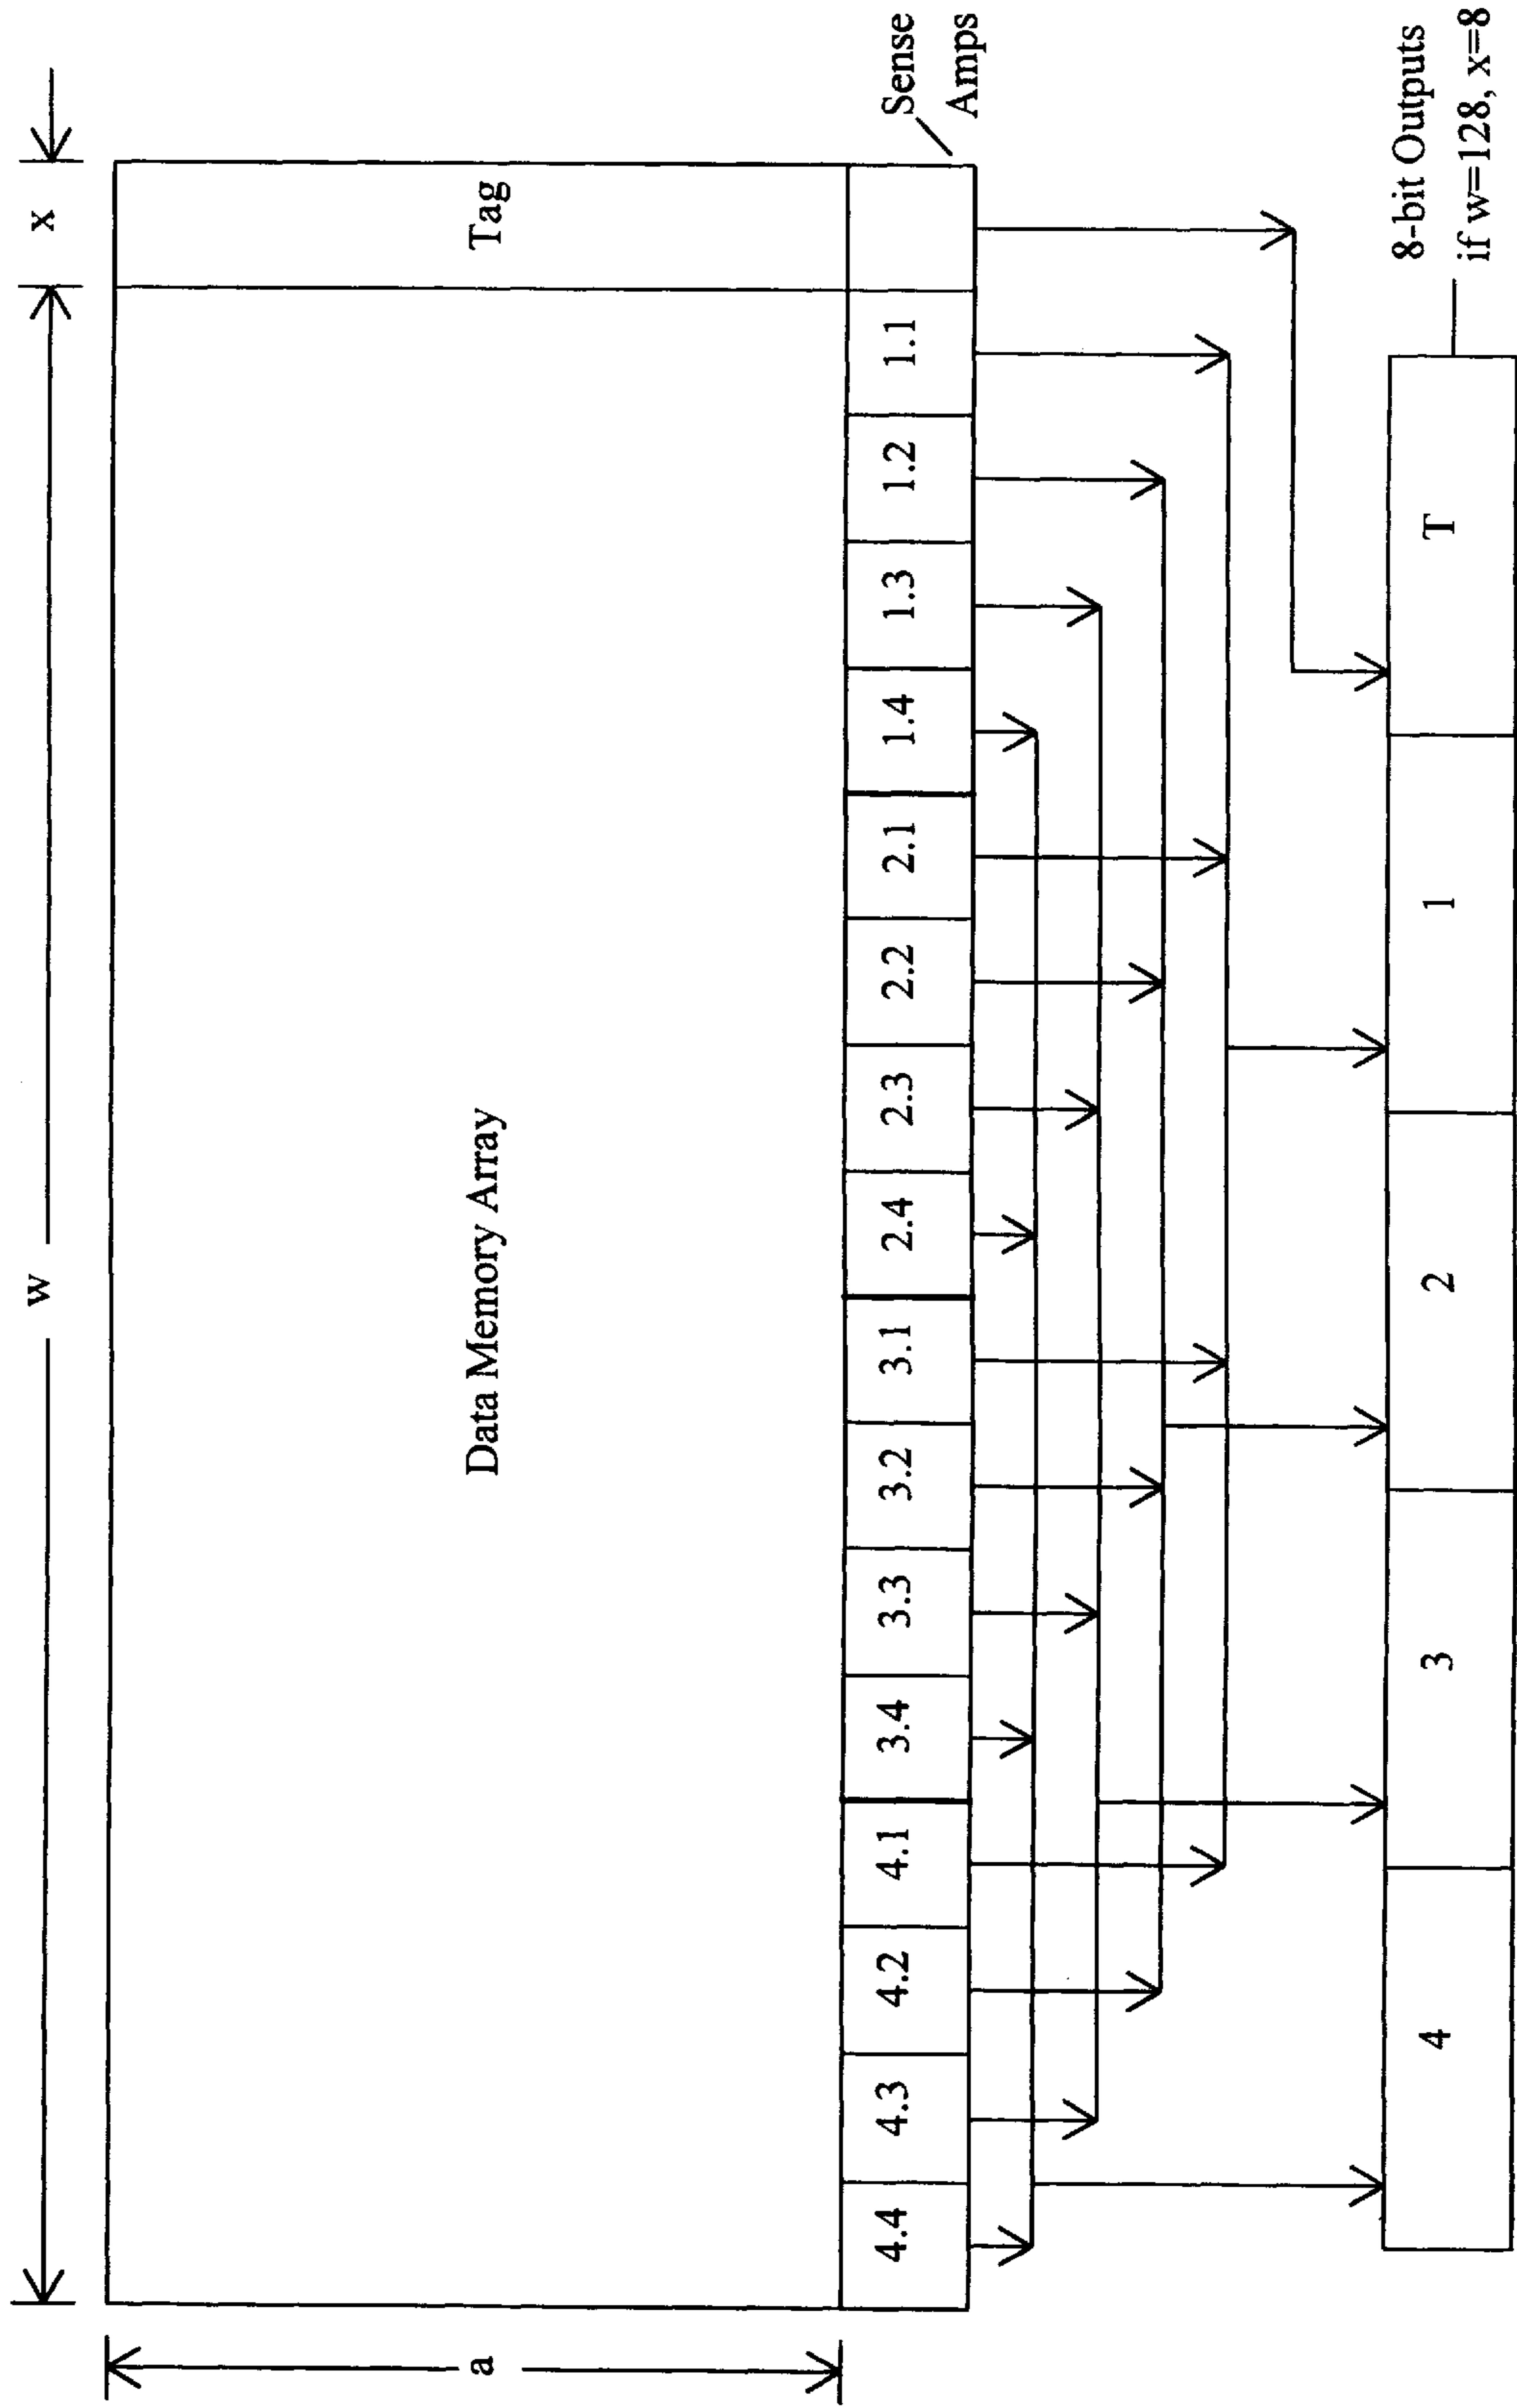 w
x
a
Data Memory Array
Tag
4.4
4.3
4.2
4.1
3.4
3.3
3.2
3.1
2.4
2.3
2.2
2.1
1.4
1.3
1.2
1.1
Sense
Amps
4
3
2
1
T
8-bit Outputs
if w=128, x=8